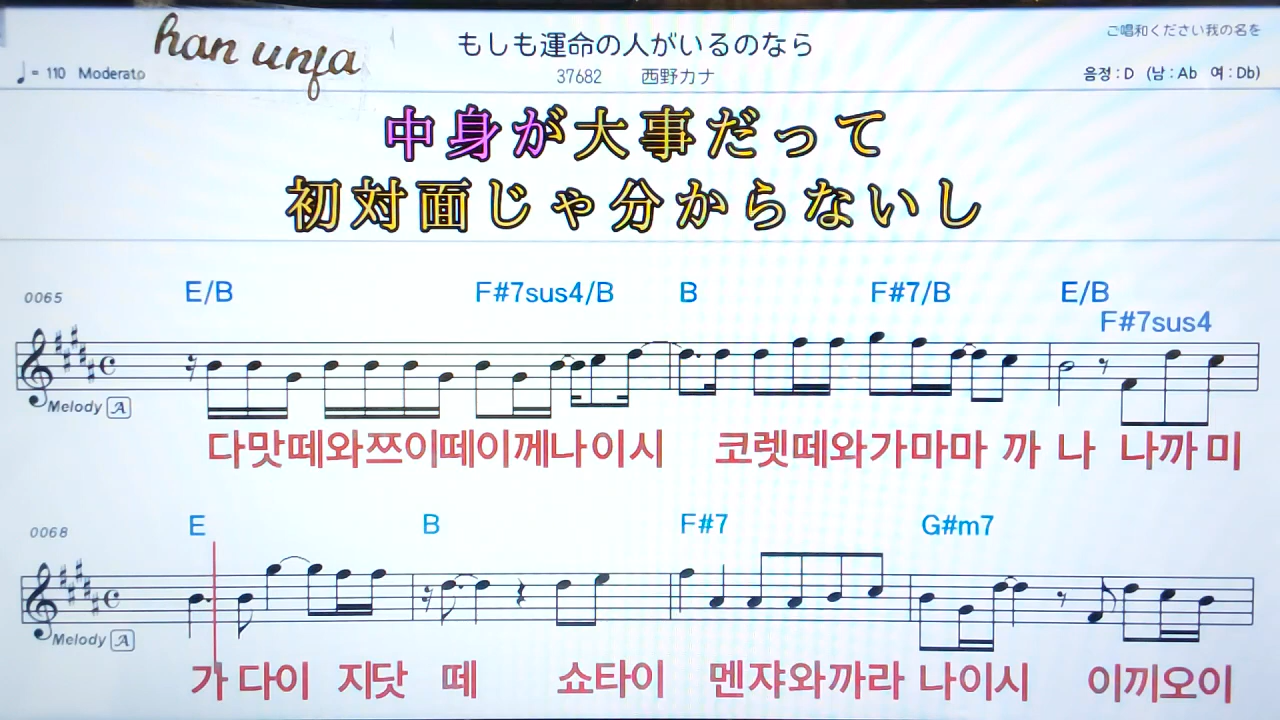 han unfa
もしも運命の人がいるのなら
ご唱和ください我の名を
♩= 110 Moderato
37682 西野カナ
음정 : D (남 : Ab 여 : Db)
中身が大事だって
初対面じゃ分からないし
0065
E/B F#7sus4/B B F#7/B E/B
F#7sus4
Melody A
다맛떼와쯔이떼이께나이시 코렛떼와가마마 까 나 나까미
0068
E B F#7 G#m7
Melody A
가다이 지닷 떼 쇼타이 멘쟈와까라 나이시 이끼오이